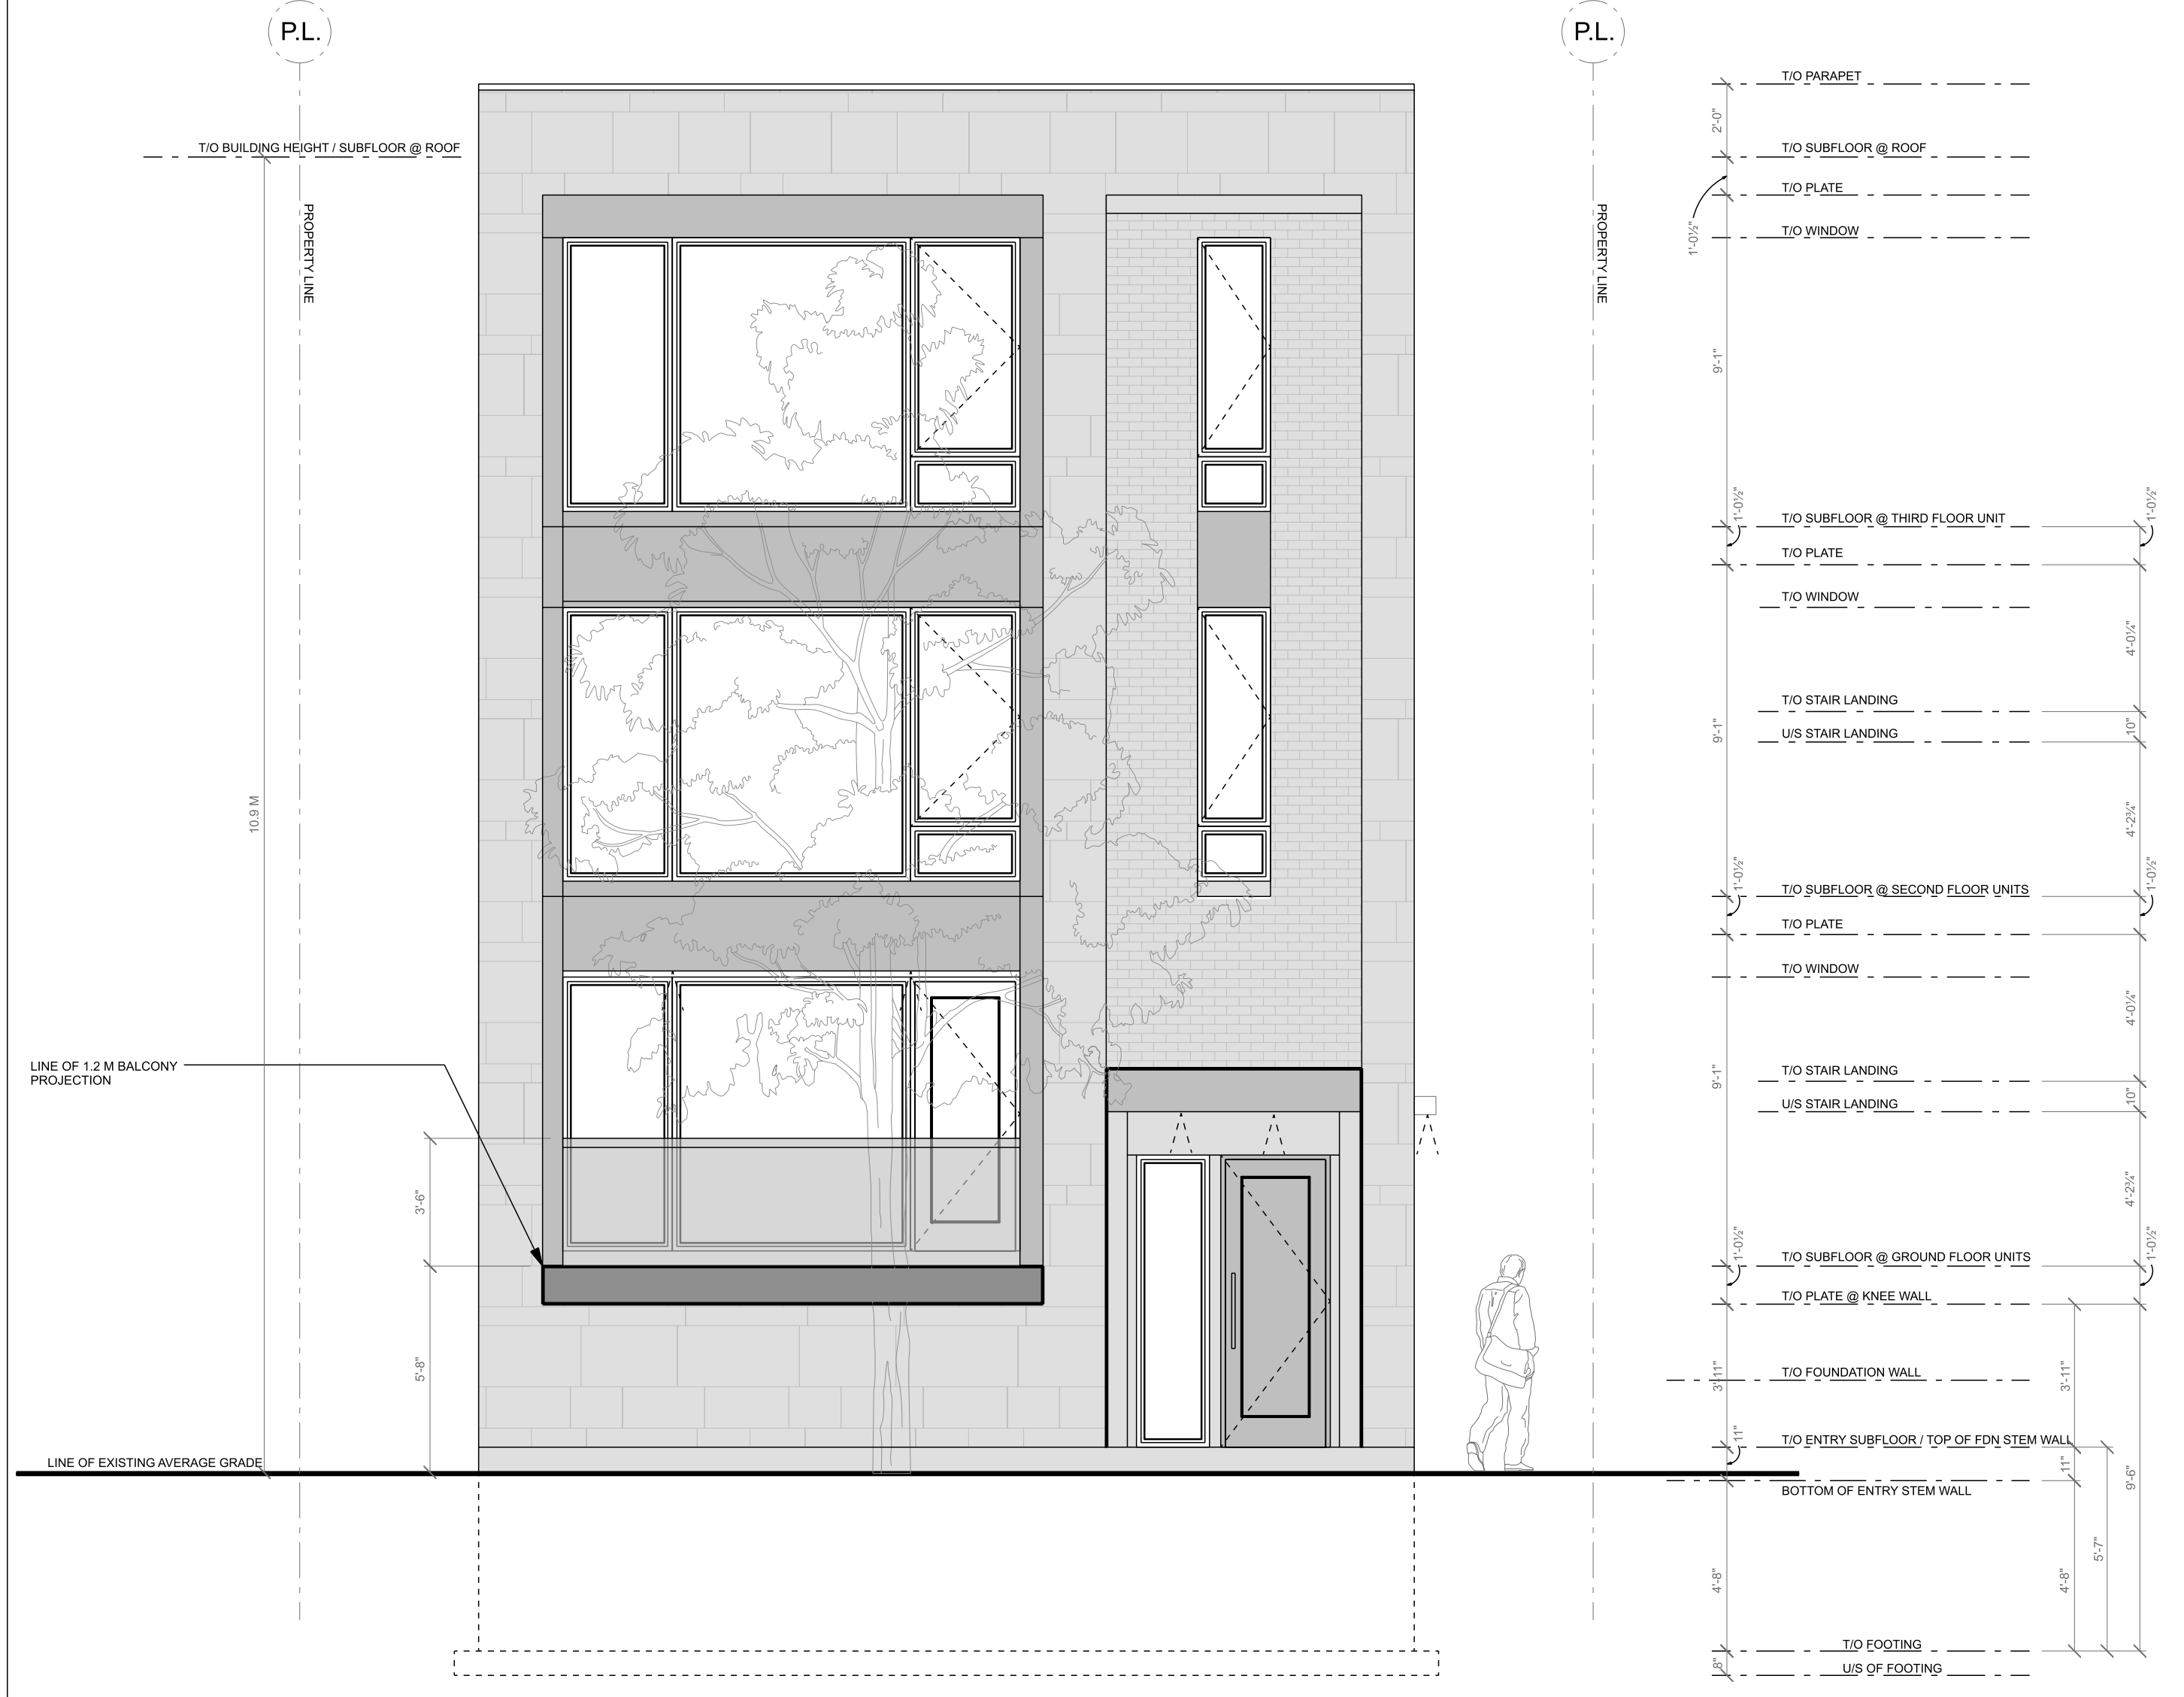 P.L.
P.L.
T/O PARAPET
2'-0"
T/O BUILDING HEIGHT / SUBFLOOR @ ROOF
T/O SUBFLOOR @ ROOF
T/O PLATE
1'-0½"
T/O WINDOW
PROPERTY LINE
PROPERTY LINE
9'-1"
1'-0½"
T/O SUBFLOOR @ THIRD FLOOR UNIT
1'-0½"
T/O PLATE
T/O WINDOW
4'-0¼"
T/O STAIR LANDING
9'-1"
10"
U/S STAIR LANDING
10.9 M
4'-2¾"
1'-0½"
T/O SUBFLOOR @ SECOND FLOOR UNITS
1'-0½"
T/O PLATE
T/O WINDOW
4'-0¼"
LINE OF 1.2 M BALCONY
PROJECTION
T/O STAIR LANDING
9'-1"
10"
U/S STAIR LANDING
3'-6"
4'-2¾"
1'-0½"
T/O SUBFLOOR @ GROUND FLOOR UNITS
1'-0½"
T/O PLATE @ KNEE WALL
5'-8"
3'-11"
T/O FOUNDATION WALL
3'-11"
11"
T/O ENTRY SUBFLOOR / TOP OF FDN STEM WALL
LINE OF EXISTING AVERAGE GRADE
11"
9'-6"
BOTTOM OF ENTRY STEM WALL
5'-7"
4'-8"
4'-8"
T/O FOOTING
8"
U/S OF FOOTING